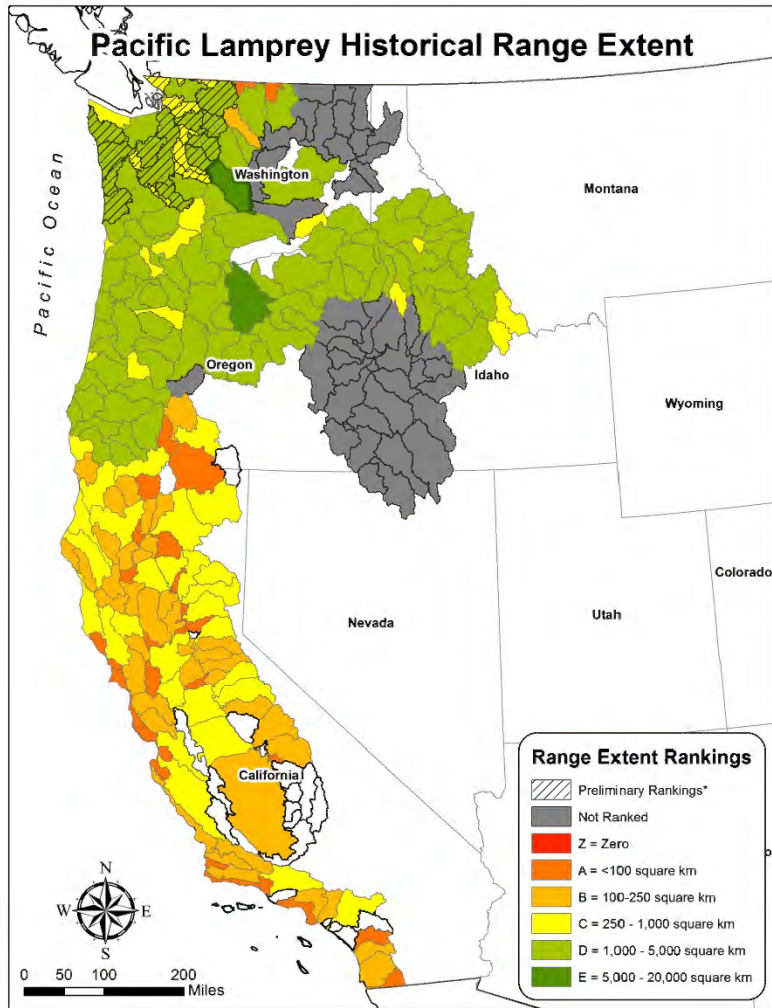 Pacific Lamprey Historical Range Extent
Pacific Ocean
Washington
Montana
Oregon
Idaho
Wyoming
Nevada
Utah
Colorado
California
Range Extent Rankings
Preliminary Rankings*
Not Ranked
Z = Zero
A = <100 square km
B = 100-250 square km
C = 250 - 1,000 square km
D = 1,000 - 5,000 square km
E = 5,000 - 20,000 square km
N
W E
S
0 50 100 200
Miles